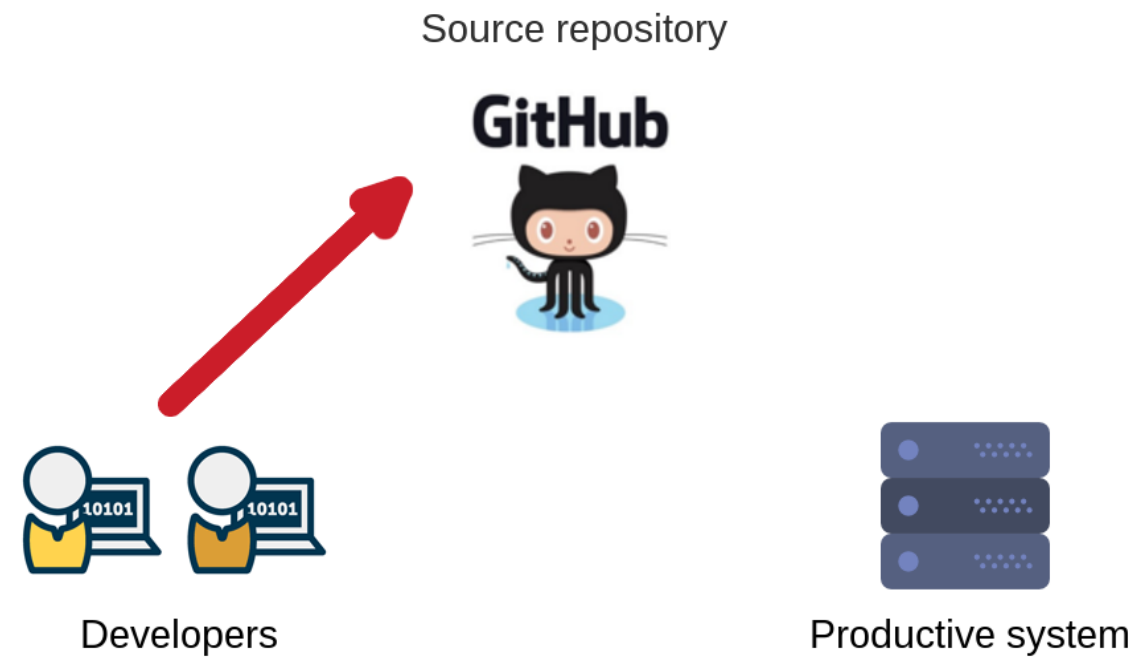 Source repository
GitHub
10101
10101
Developers
Productive system